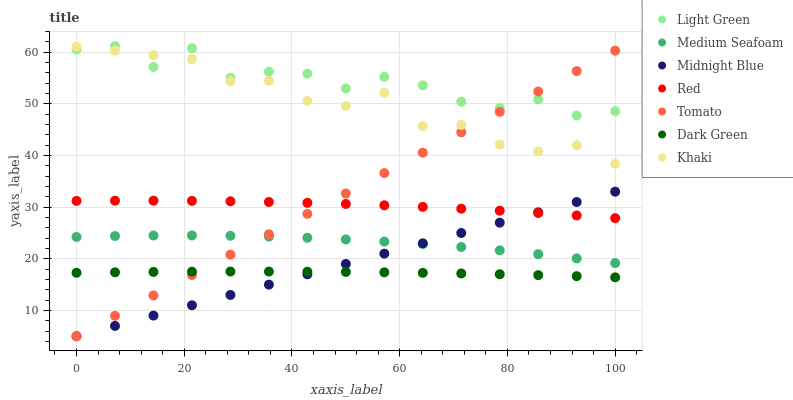 title
Light Green
Medium Seafoam
Midnight Blue
Red
Tomato
Dark Green
Khaki
yaxis_label
60
50
40
30
20
10
0 20 40 60 80 100
xaxis_label